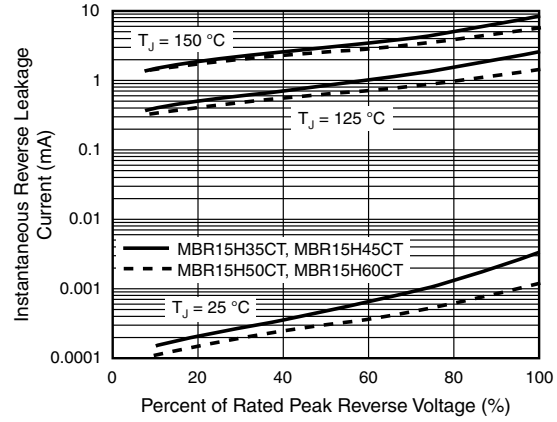 10
T_J = 150 °C
1
T_J = 125 °C
0.1
0.01
MBR15H35CT, MBR15H45CT
MBR15H50CT, MBR15H60CT
0.001
T_J = 25 °C
0.0001
0
20
40
60
80
100
Instantaneous Reverse Leakage
Current (mA)
Percent of Rated Peak Reverse Voltage (%)